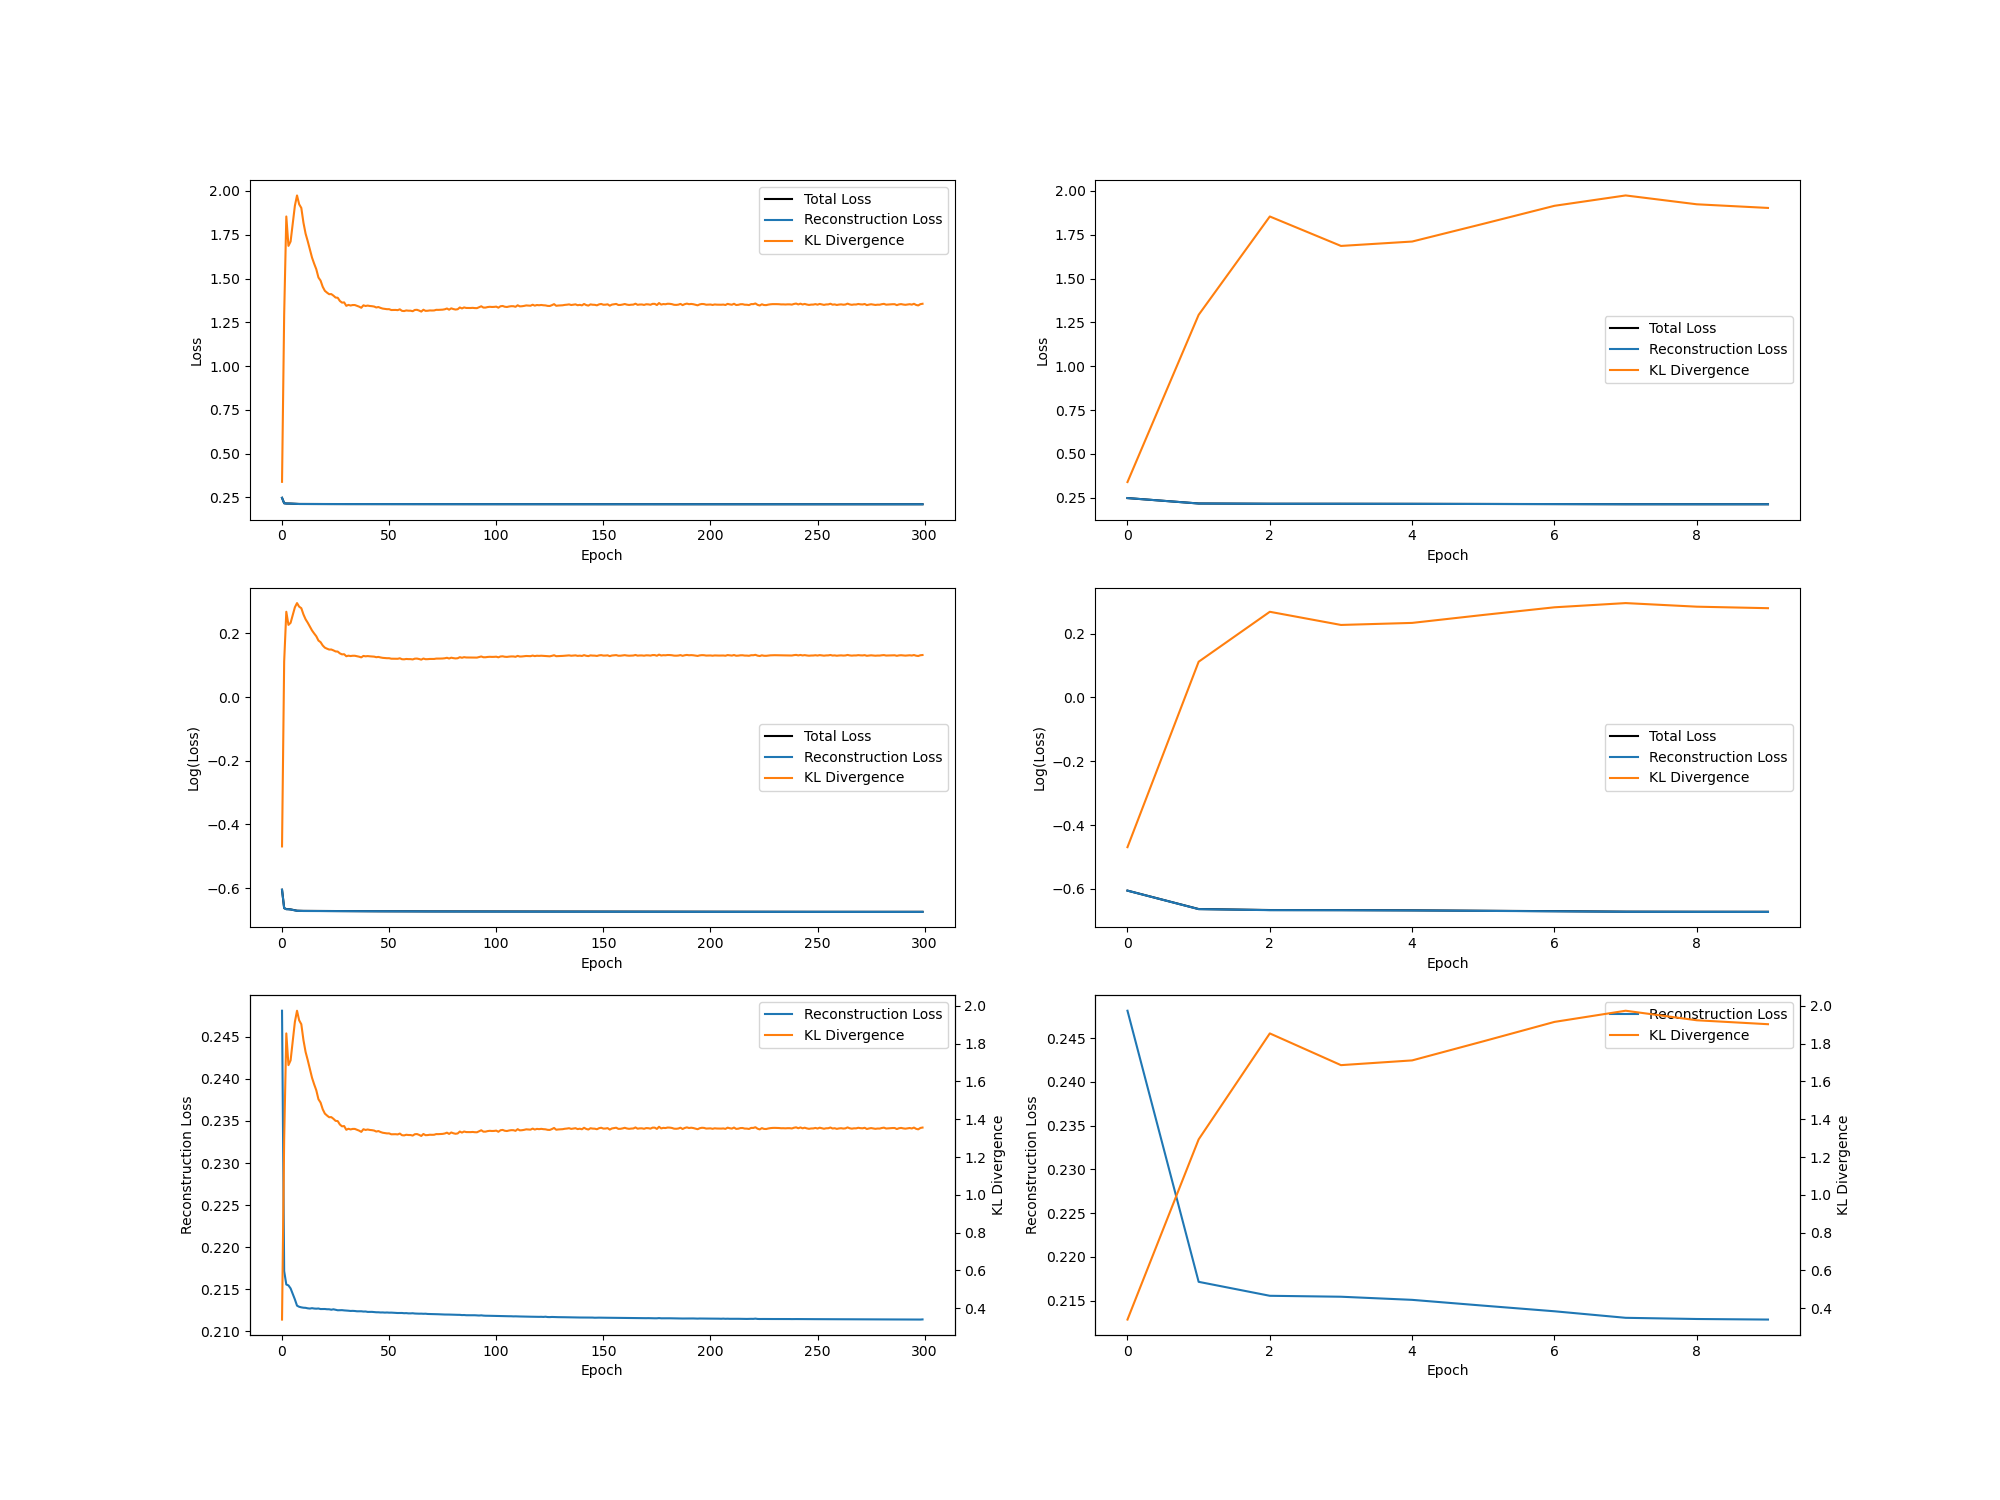 2.00
1.75
1.50
1.25
1.00
0.75
0.50
0.25
Loss
Total Loss
Reconstruction Loss
KL Divergence
0 50 100 150 200 250 300
Epoch
2.00
1.75
1.50
1.25
1.00
0.75
0.50
0.25
Loss
Total Loss
Reconstruction Loss
KL Divergence
0 2 4 6 8
Epoch
0.2
0.0
−0.2
−0.4
−0.6
Log(Loss)
Total Loss
Reconstruction Loss
KL Divergence
0 50 100 150 200 250 300
Epoch
0.2
0.0
−0.2
−0.4
−0.6
Log(Loss)
Total Loss
Reconstruction Loss
KL Divergence
0 2 4 6 8
Epoch
0.245
0.240
0.235
0.230
0.225
0.220
0.215
0.210
Reconstruction Loss
Reconstruction Loss
KL Divergence
2.0
1.8
1.6
1.4
1.2
1.0
0.8
0.6
0.4
KL Divergence
0 50 100 150 200 250 300
Epoch
0.245
0.240
0.235
0.230
0.225
0.220
0.215
Reconstruction Loss
Reconstruction Loss
KL Divergence
2.0
1.8
1.6
1.4
1.2
1.0
0.8
0.6
0.4
KL Divergence
0 2 4 6 8
Epoch